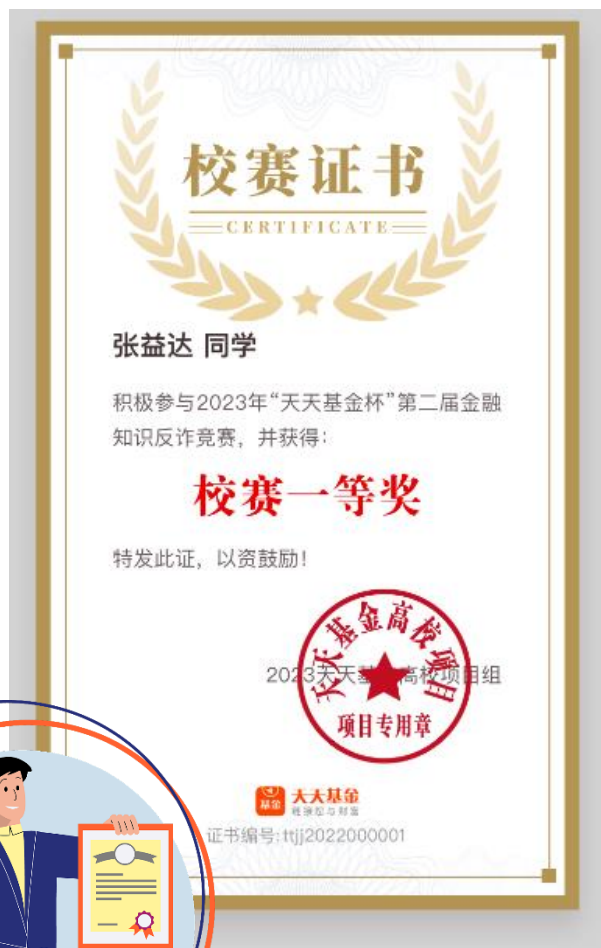 校赛证书
CERTIFICATE
张益达 同学
积极参与2023年“天天基金杯”第二届金融
知识反诈竞赛，并获得：
校赛一等奖
特发此证，以资鼓励！
天天基金高校项目
2023天天基金高校项目组
项目专用章
基金 天天基金
证书编号:ttjj2022000001